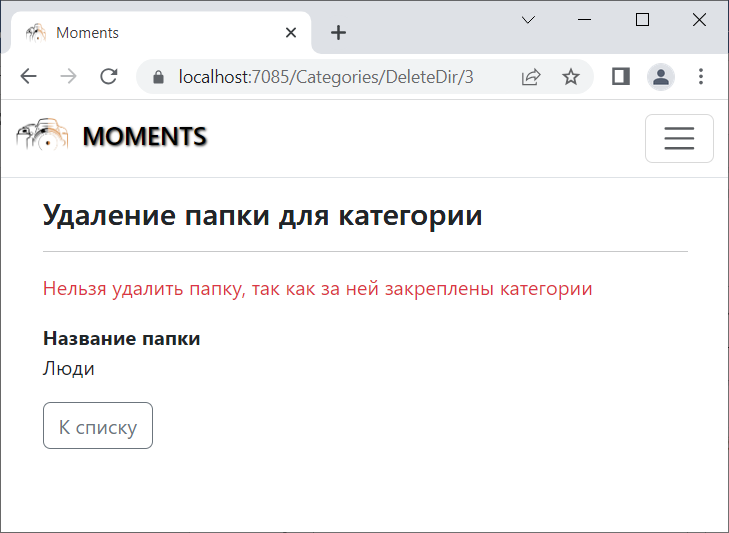 Moments
localhost:7085/Categories/DeleteDir/3
MOMENTS
Удаление папки для категории
Нельзя удалить папку, так как за ней закреплены категории
Название папки
Люди
К списку